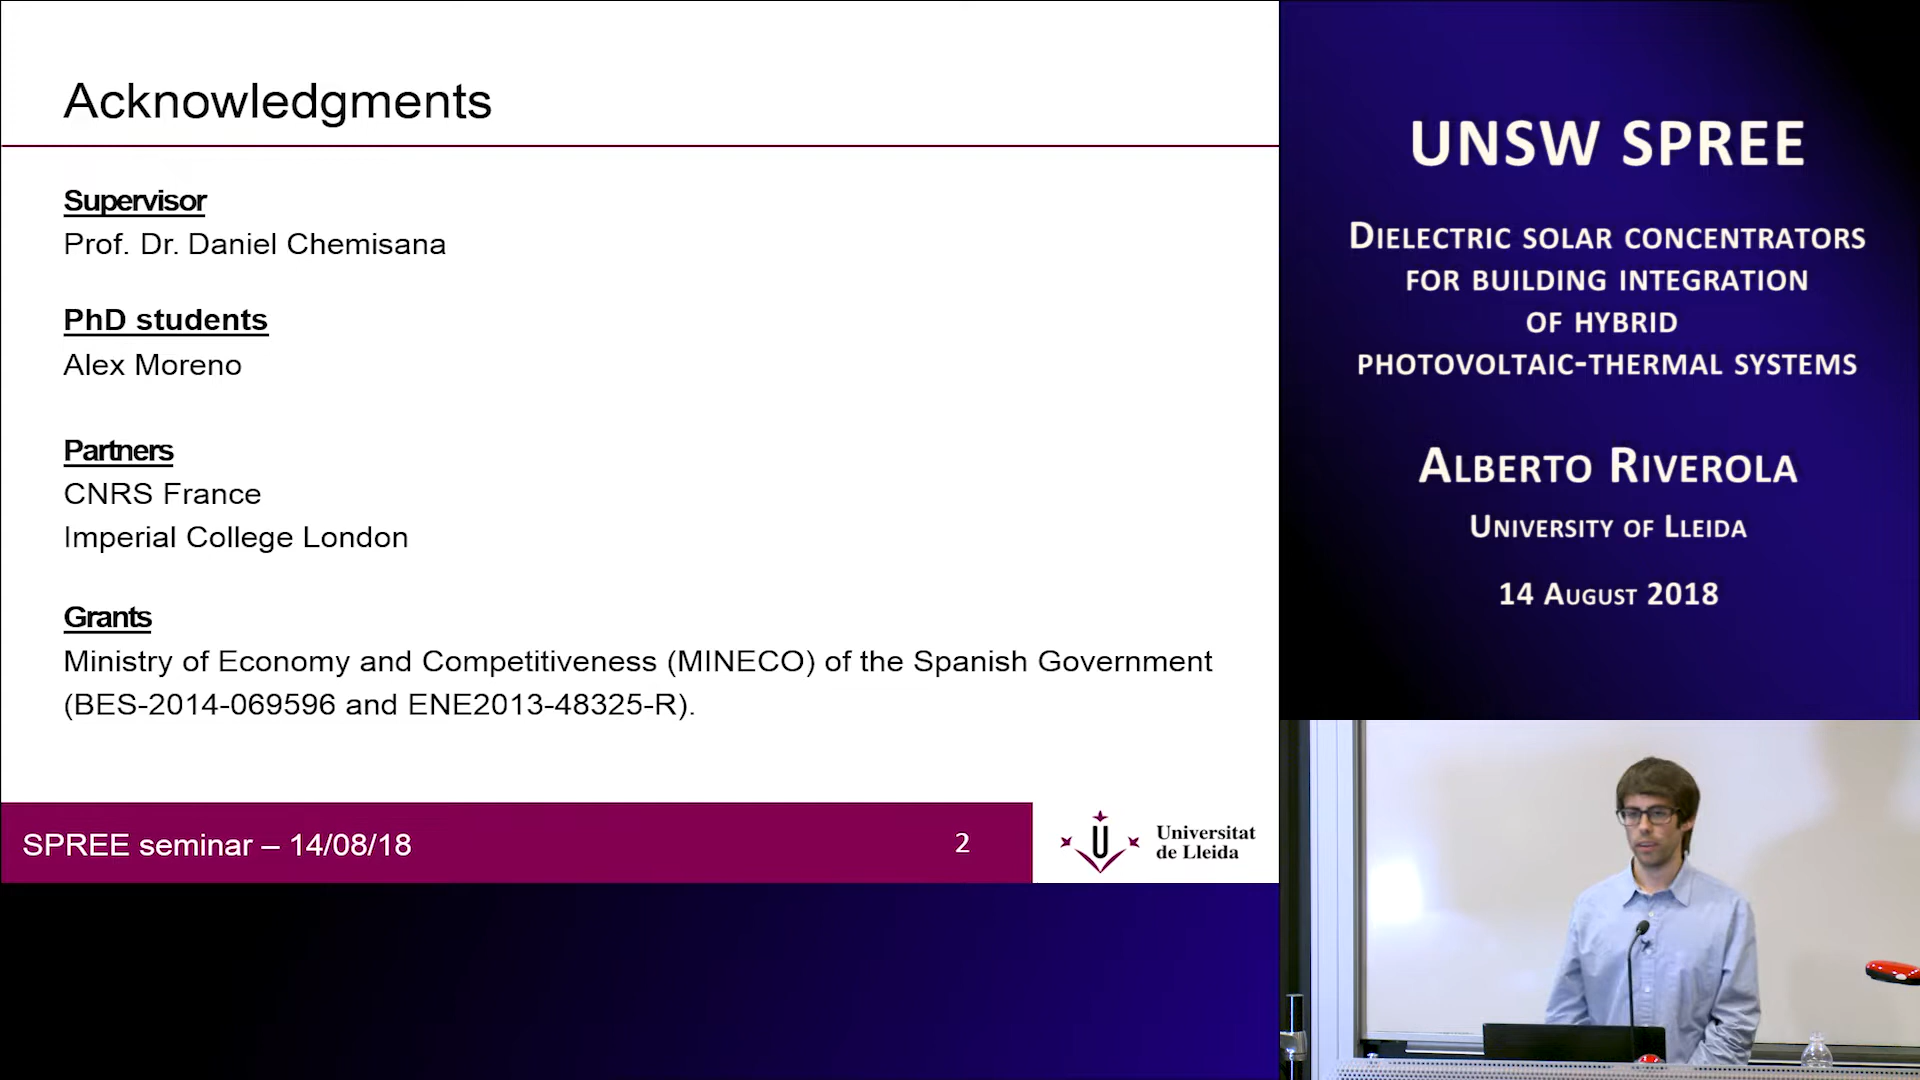 Acknowledgments
Supervisor
Prof. Dr. Daniel Chemisana
PhD students
Alex Moreno
Partners
CNRS France
Imperial College London
Grants
Ministry of Economy and Competitiveness (MINECO) of the Spanish Government
(BES-2014-069596 and ENE2013-48325-R).
SPREE seminar – 14/08/18
2
U
Universitat
de Lleida
UNSW SPREE
DIELECTRIC SOLAR CONCENTRATORS
FOR BUILDING INTEGRATION
OF HYBRID
PHOTOVOLTAIC-THERMAL SYSTEMS
ALBERTO RIVEROLA
UNIVERSITY OF LLEIDA
14 AUGUST 2018